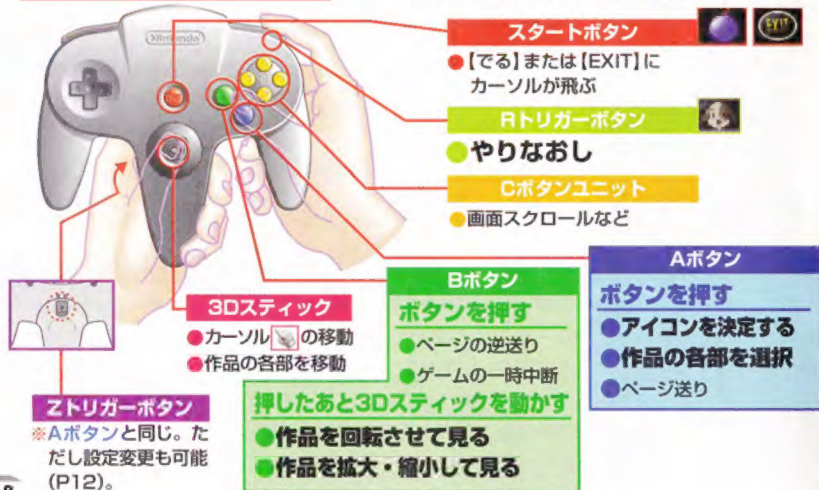 Nintendo
スタートボタン
EXIT
●【でる】または【EXIT】に
カーソルが飛ぶ
Rトリガーボタン
●やりなおし
Cボタンユニット
●画面スクロールなど
Aボタン
ボタンを押す
●アイコンを決定する
●作品の各部を選択
●ページ送り
Bボタン
ボタンを押す
●ページの逆送り
●ゲームの一時中断
押したあと3Dスティックを動かす
●作品を回転させて見る
●作品を拡大・縮小して見る
3Dスティック
●カーソルの移動
●作品の各部を移動
Zトリガーボタン
※Aボタンと同じ。た
だし設定変更も可能
(P12)。